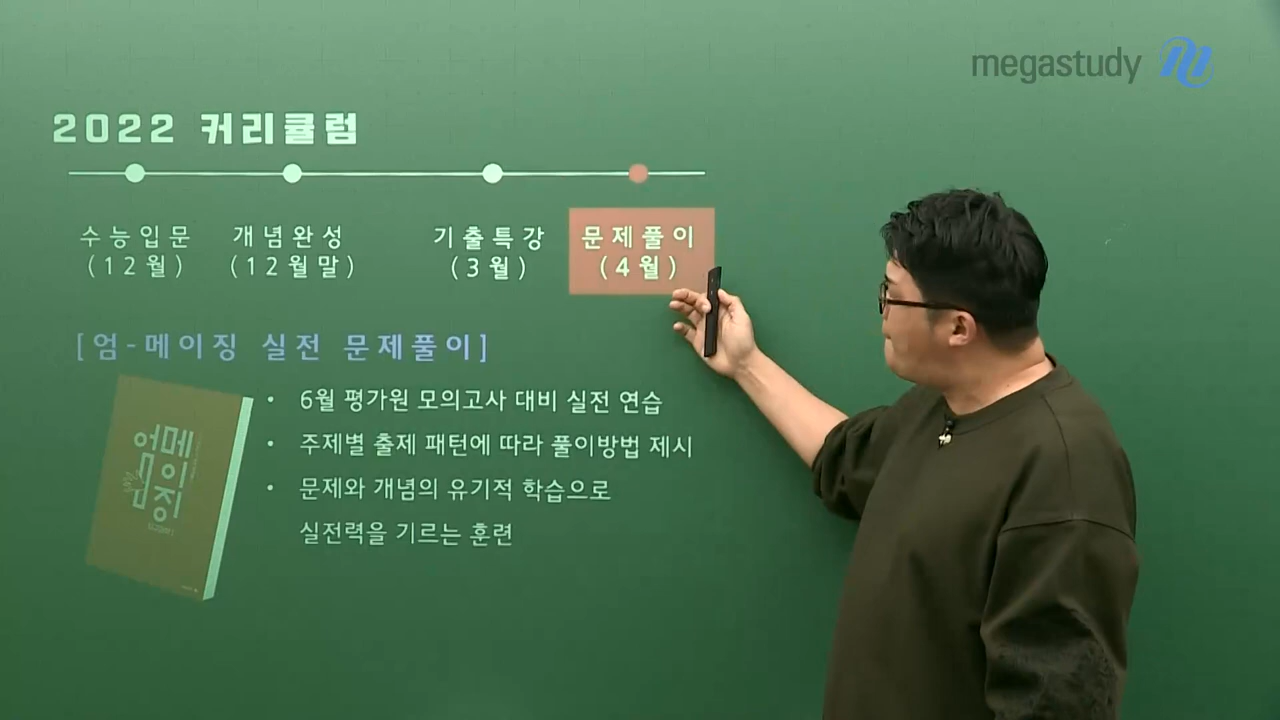 megastudy
2022 커리큘럼
수능입문 개념완성 기출특강 문제풀이
(12월) (12월말) (3월) (4월)
[엄-메이징 실전 문제풀이]
• 6월 평가원 모의고사 대비 실전 연습
• 주제별 출제 패턴에 따라 풀이방법 제시
• 문제와 개념의 유기적 학습으로
실전력을 기르는 훈련
엄메이징